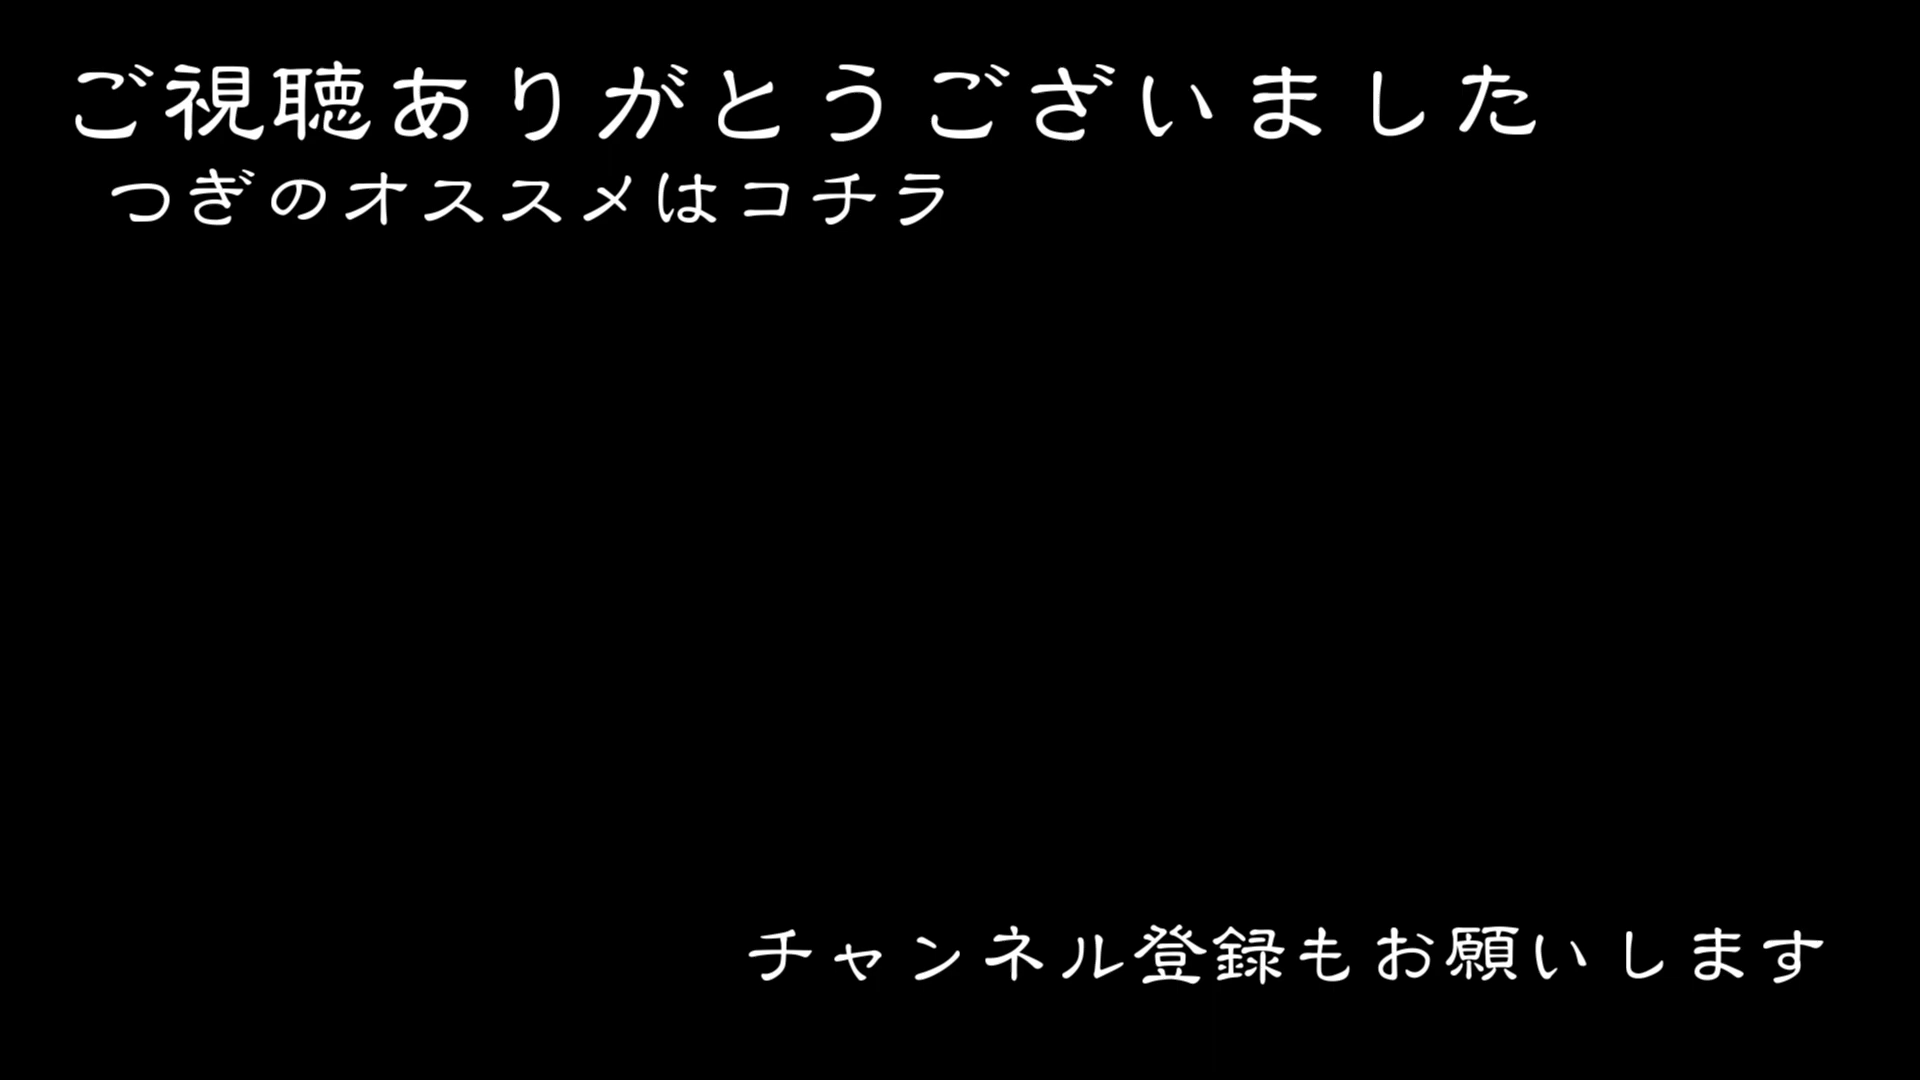 ご視聴ありがとうございました
つぎのオススメはコチラ
チャンネル登録もお願いします